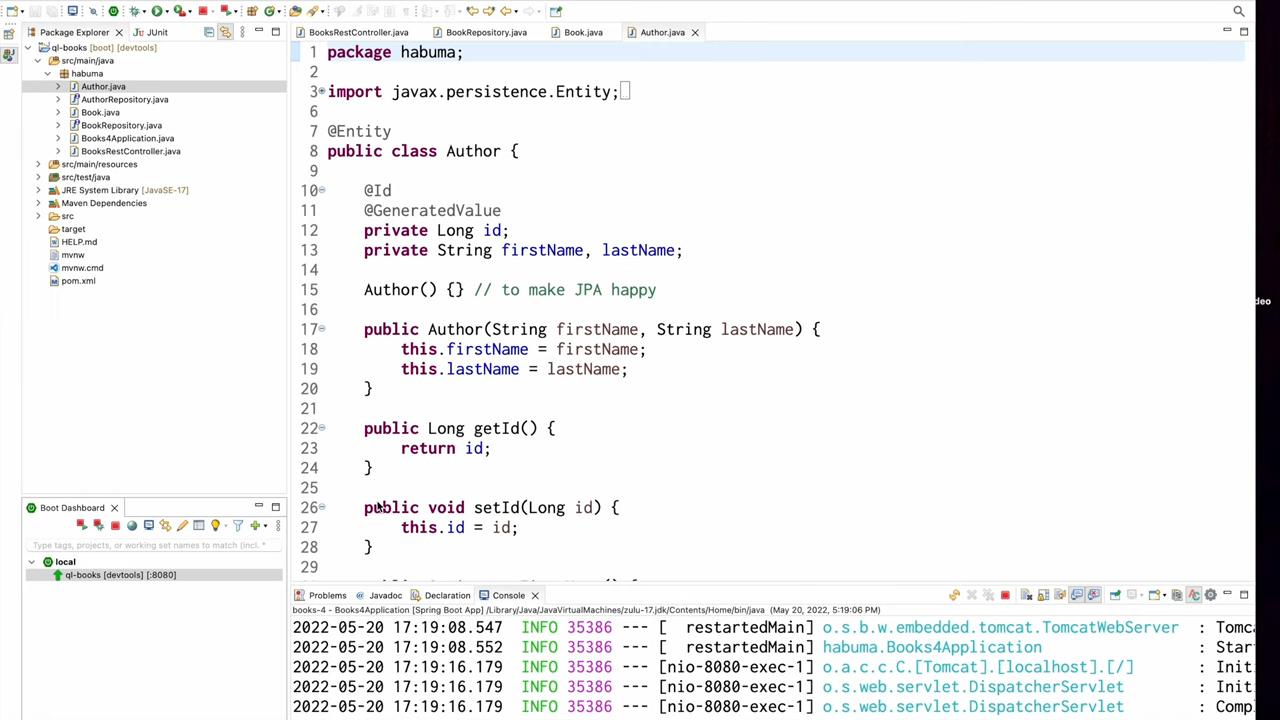 Package Explorer
JUnit
ql-books [boot] [devtools]
src/main/java
habuma
Author.java
AuthorRepository.java
Book.java
BookRepository.java
Books4Application.java
BooksRestController.java
src/main/resources
src/test/java
JRE System Library [JavaSE-17]
Maven Dependencies
src
target
HELP.md
mvnw
mvnw.cmd
pom.xml
Boot Dashboard
Type tags, projects, or working set names to match (incl. *
local
ql-books [devtools] [:8080]
BooksRestController.java
BookRepository.java
Book.java
Author.java
1 package habuma;
2
3 import javax.persistence.Entity;
6
7 @Entity
8 public class Author {
9
10 @Id
11 @GeneratedValue
12 private Long id;
13 private String firstName, lastName;
14
15 Author() {} // to make JPA happy
16
17 public Author(String firstName, String lastName) {
18 this.firstName = firstName;
19 this.lastName = lastName;
20 }
21
22 public Long getId() {
23 return id;
24 }
25
26 public void setId(Long id) {
27 this.id = id;
28 }
29
Problems
Javadoc
Declaration
Console
books-4 - Books4Application [Spring Boot App] /Library/Java/JavaVirtualMachines/zulu-17.jdk/Contents/Home/bin/java (May 20, 2022, 5:19:06 PM)
2022-05-20 17:19:08.547 INFO 35386 --- [ restartedMain] o.s.b.w.embedded.tomcat.TomcatWebServer : Tomc
2022-05-20 17:19:08.552 INFO 35386 --- [ restartedMain] habuma.Books4Application : Star
2022-05-20 17:19:16.179 INFO 35386 --- [nio-8080-exec-1] o.a.c.c.C.[Tomcat].[localhost].[/] : Initi
2022-05-20 17:19:16.179 INFO 35386 --- [nio-8080-exec-1] o.s.web.servlet.DispatcherServlet : Initi
2022-05-20 17:19:16.179 INFO 35386 --- [nio-8080-exec-1] o.s.web.servlet.DispatcherServlet : Compl
deo